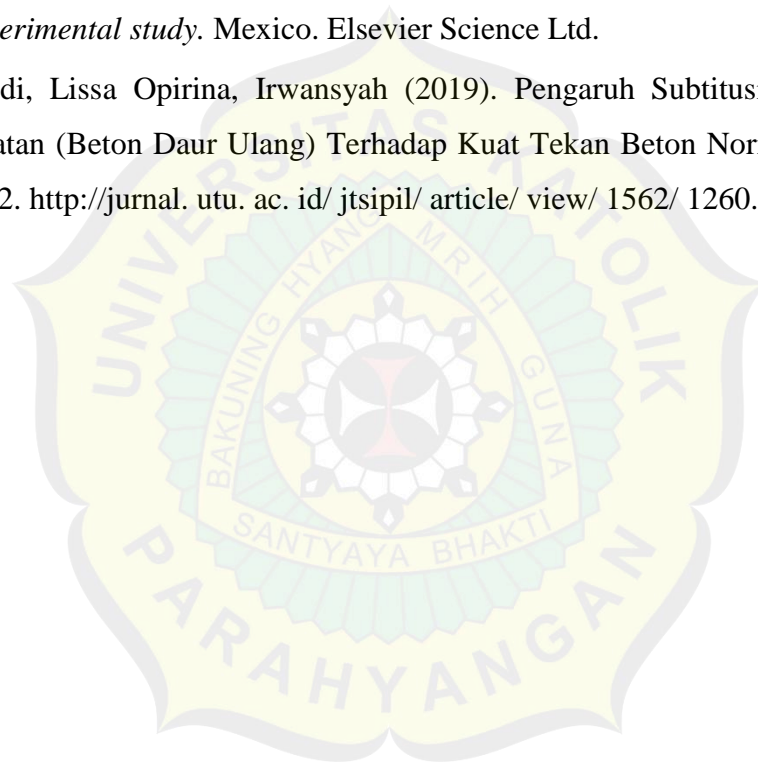 erimental study. Mexico. Elsevier Science Ltd.
di, Lissa Opirina, Irwansyah (2019). Pengaruh Subtitusi
atan (Beton Daur Ulang) Terhadap Kuat Tekan Beton Nor
2. http://jurnal. utu. ac. id/ jtsipil/ article/ view/ 1562/ 1260.
UNIVERSITAS KATOLIK
PARAHYANGAN
BAKUNING HYANG MRIH GUNA
SANTYAYA BHAKTI